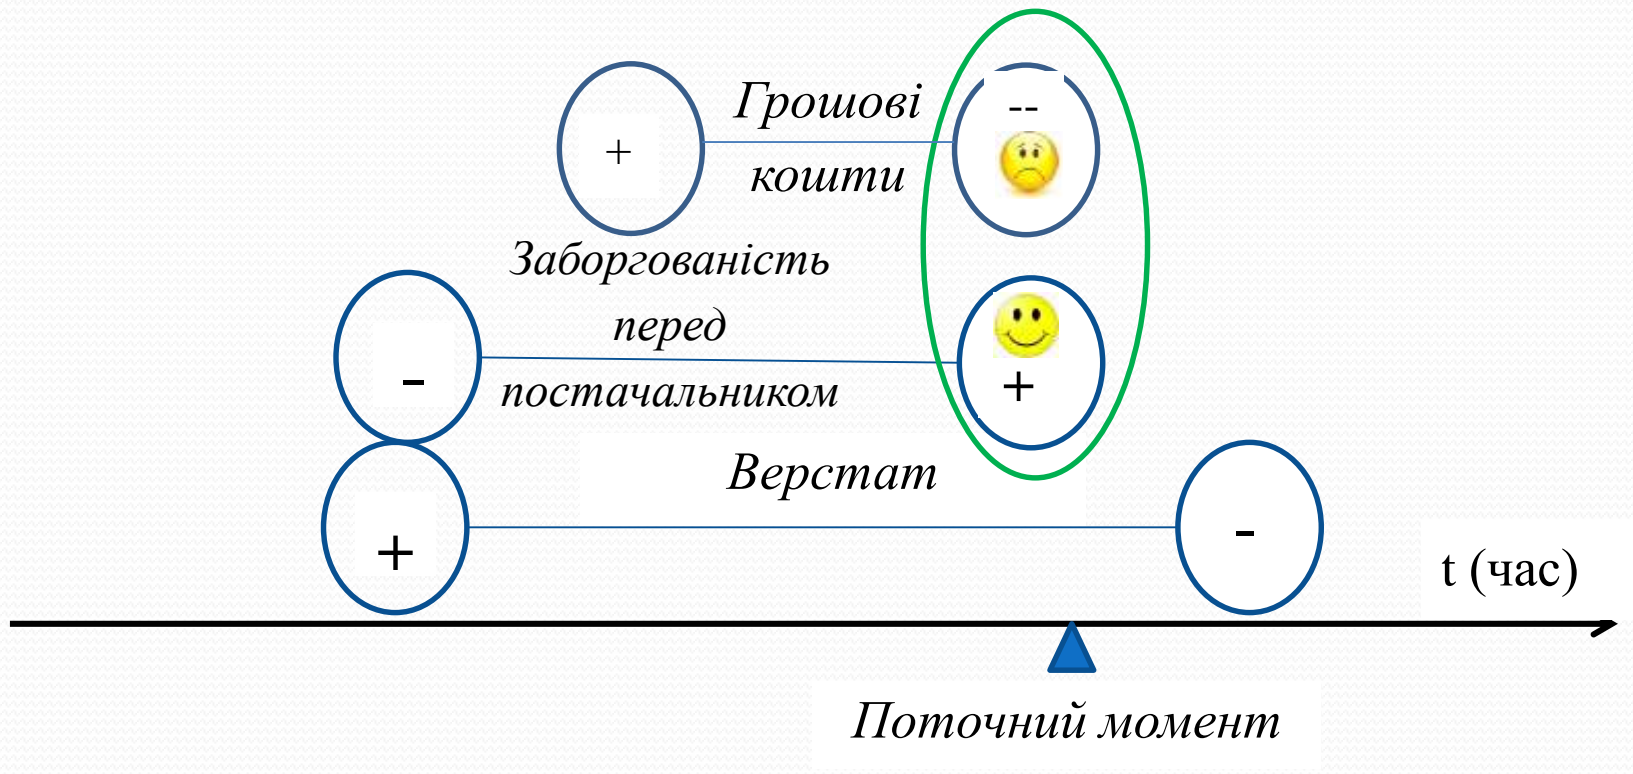 Грошові
--
+
кошти
Заборгованість
перед
-
+
постачальником
Верстат
+
-
t (час)
Поточний момент